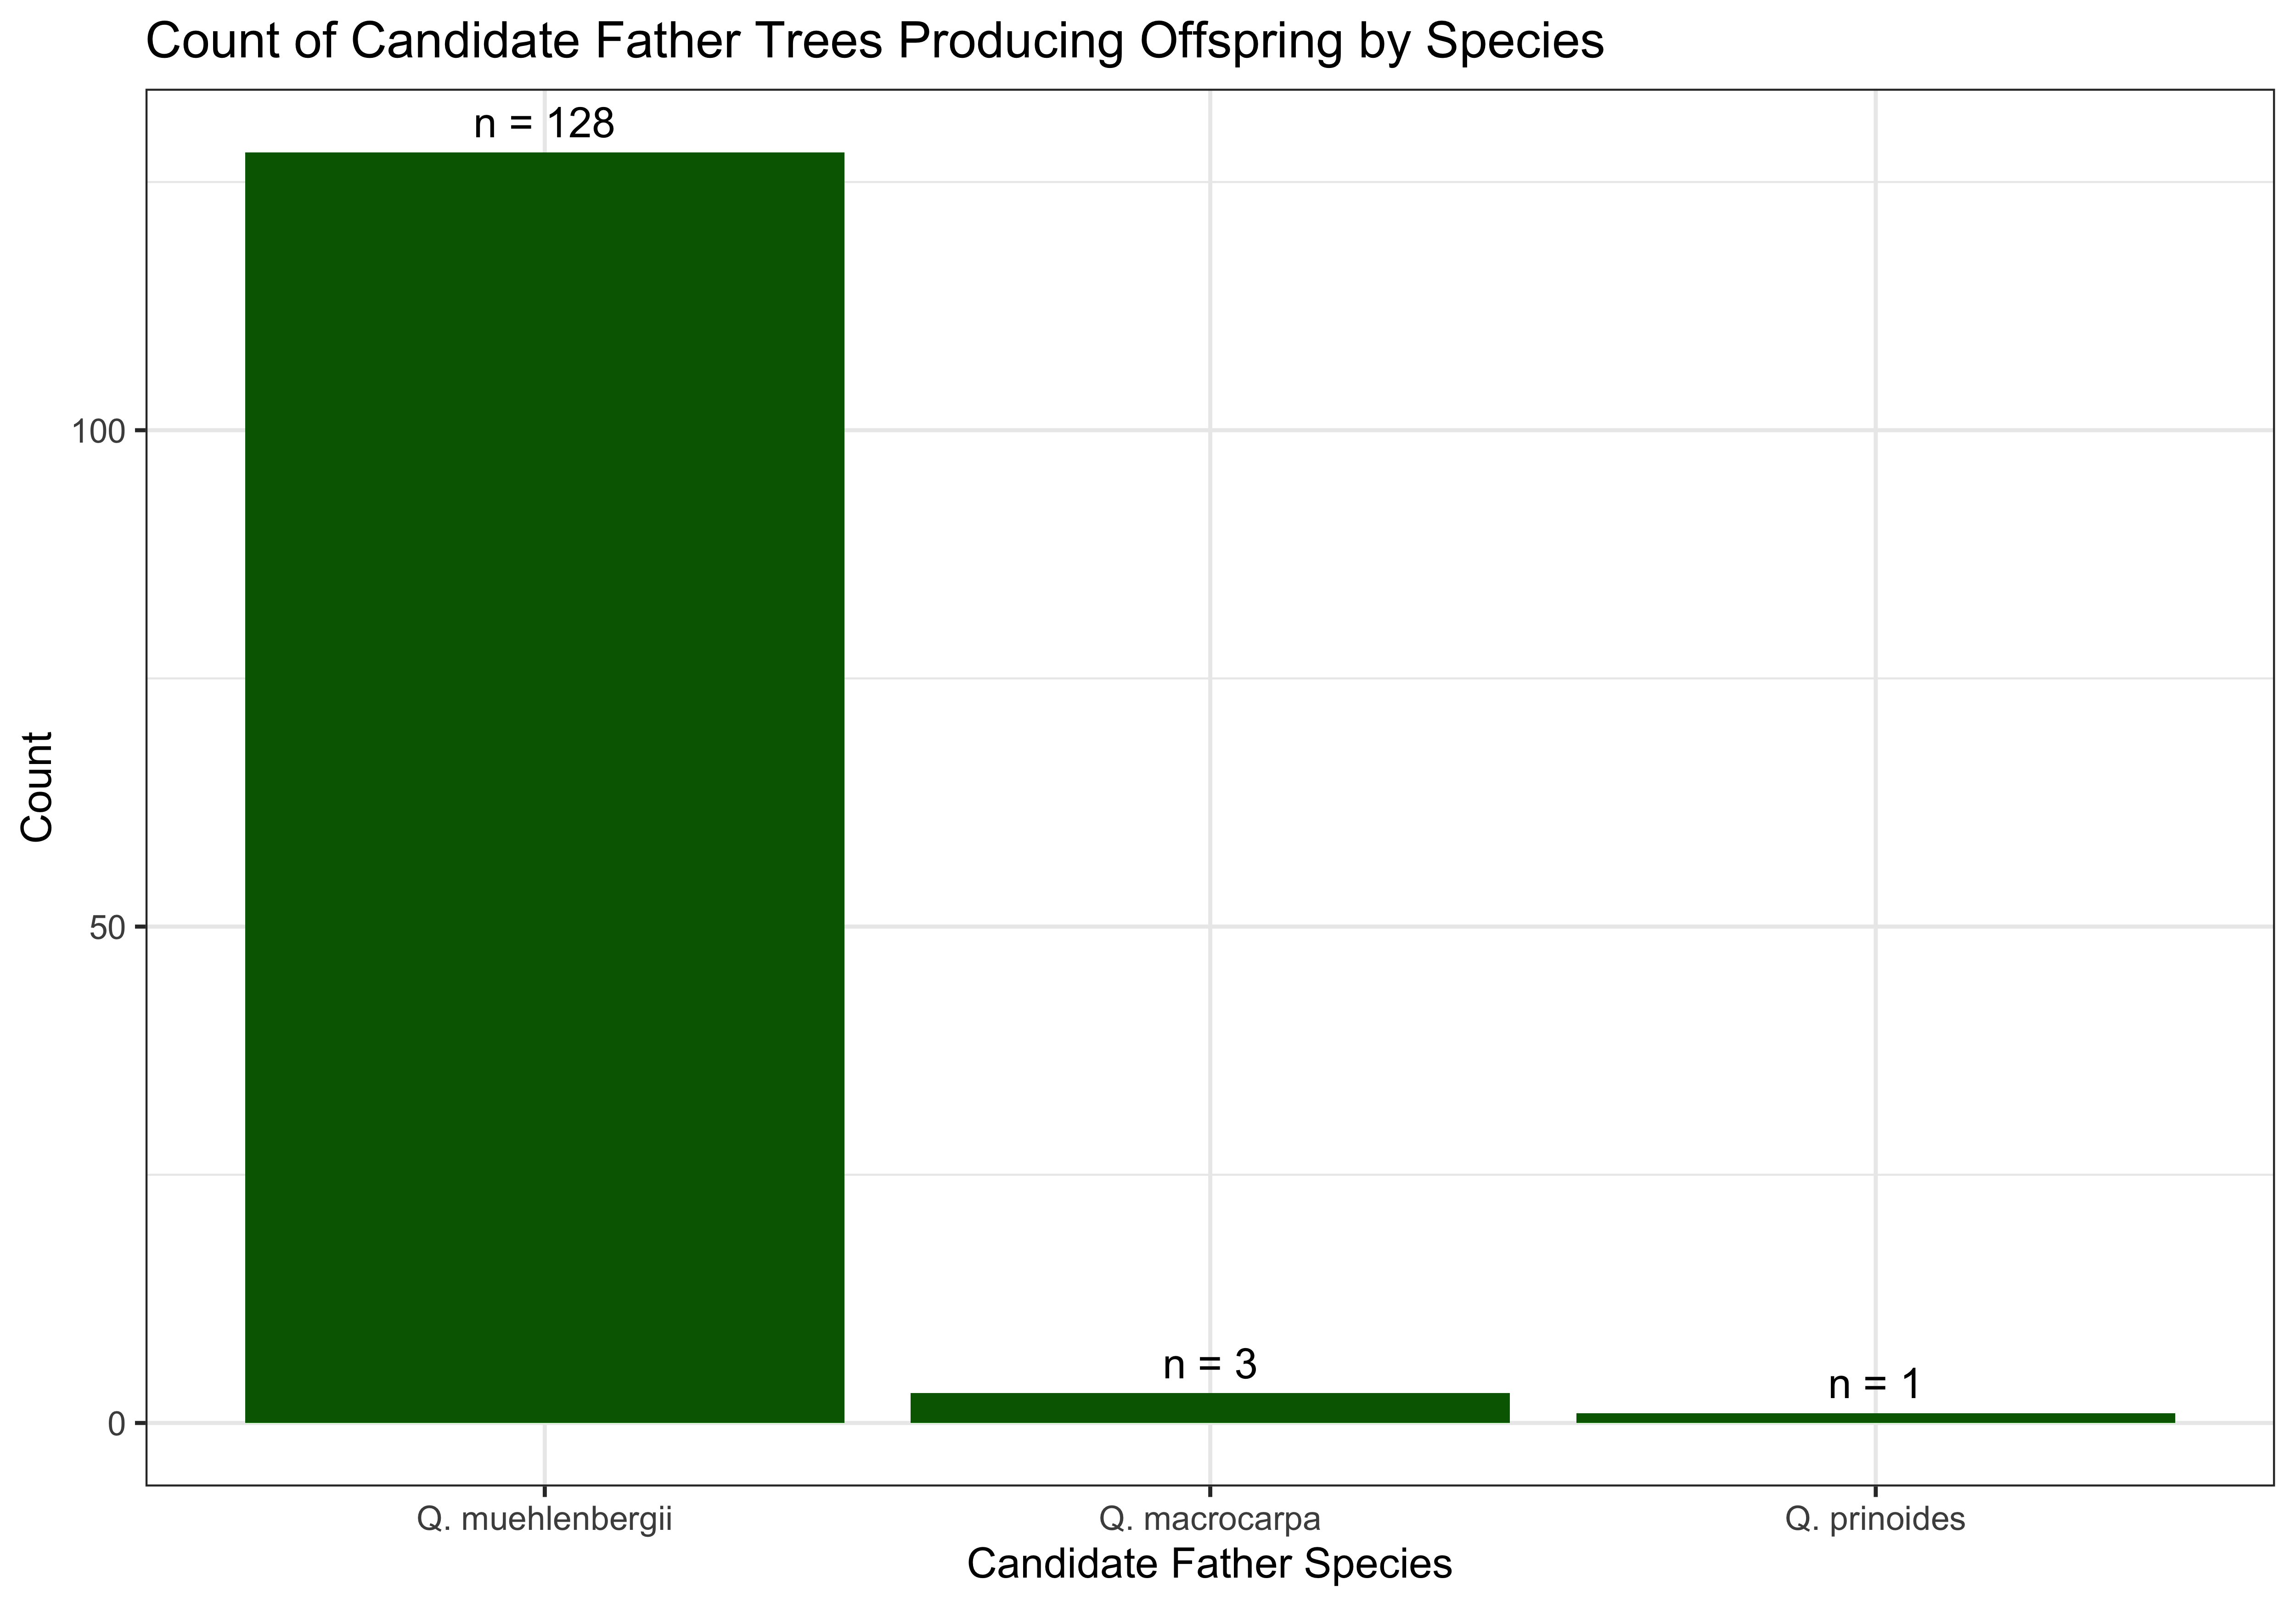 Count of Candidate Father Trees Producing Offspring by Species
n = 128
100
50
0
Count
n = 3
n = 1
Q. muehlenbergii
Q. macrocarpa
Q. prinoides
Candidate Father Species